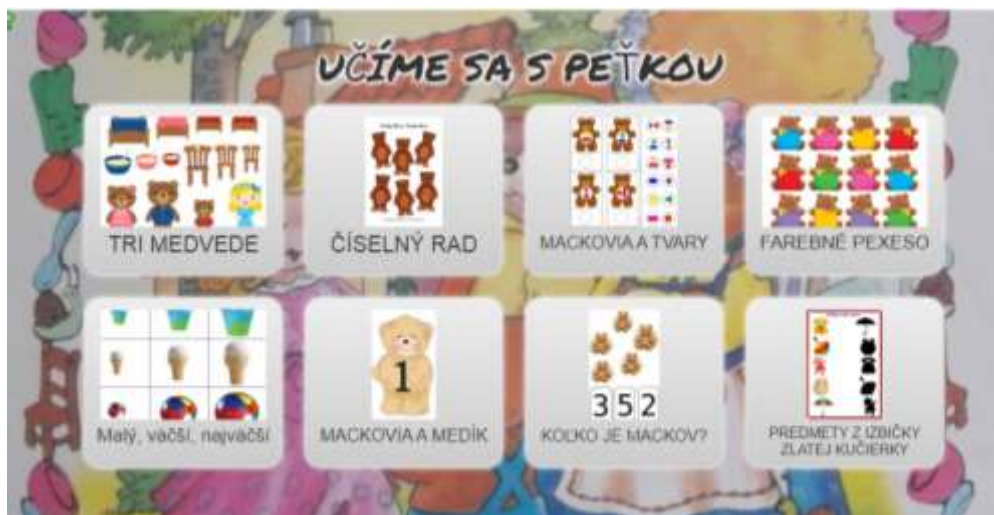 UČÍME SA S PEŤKOU
TRI MEDVEDE
ČÍSELNÝ RAD
MACKOVIA A TVARY
FAREBNÉ PEXESO
Malý, väčší, najväčší
1
MACKOVIA A MEDÍK
3 5 2
KOĽKO JE MACKOV?
PREDMETY Z IZBIČKY
ZLATEJ KUČIERKY